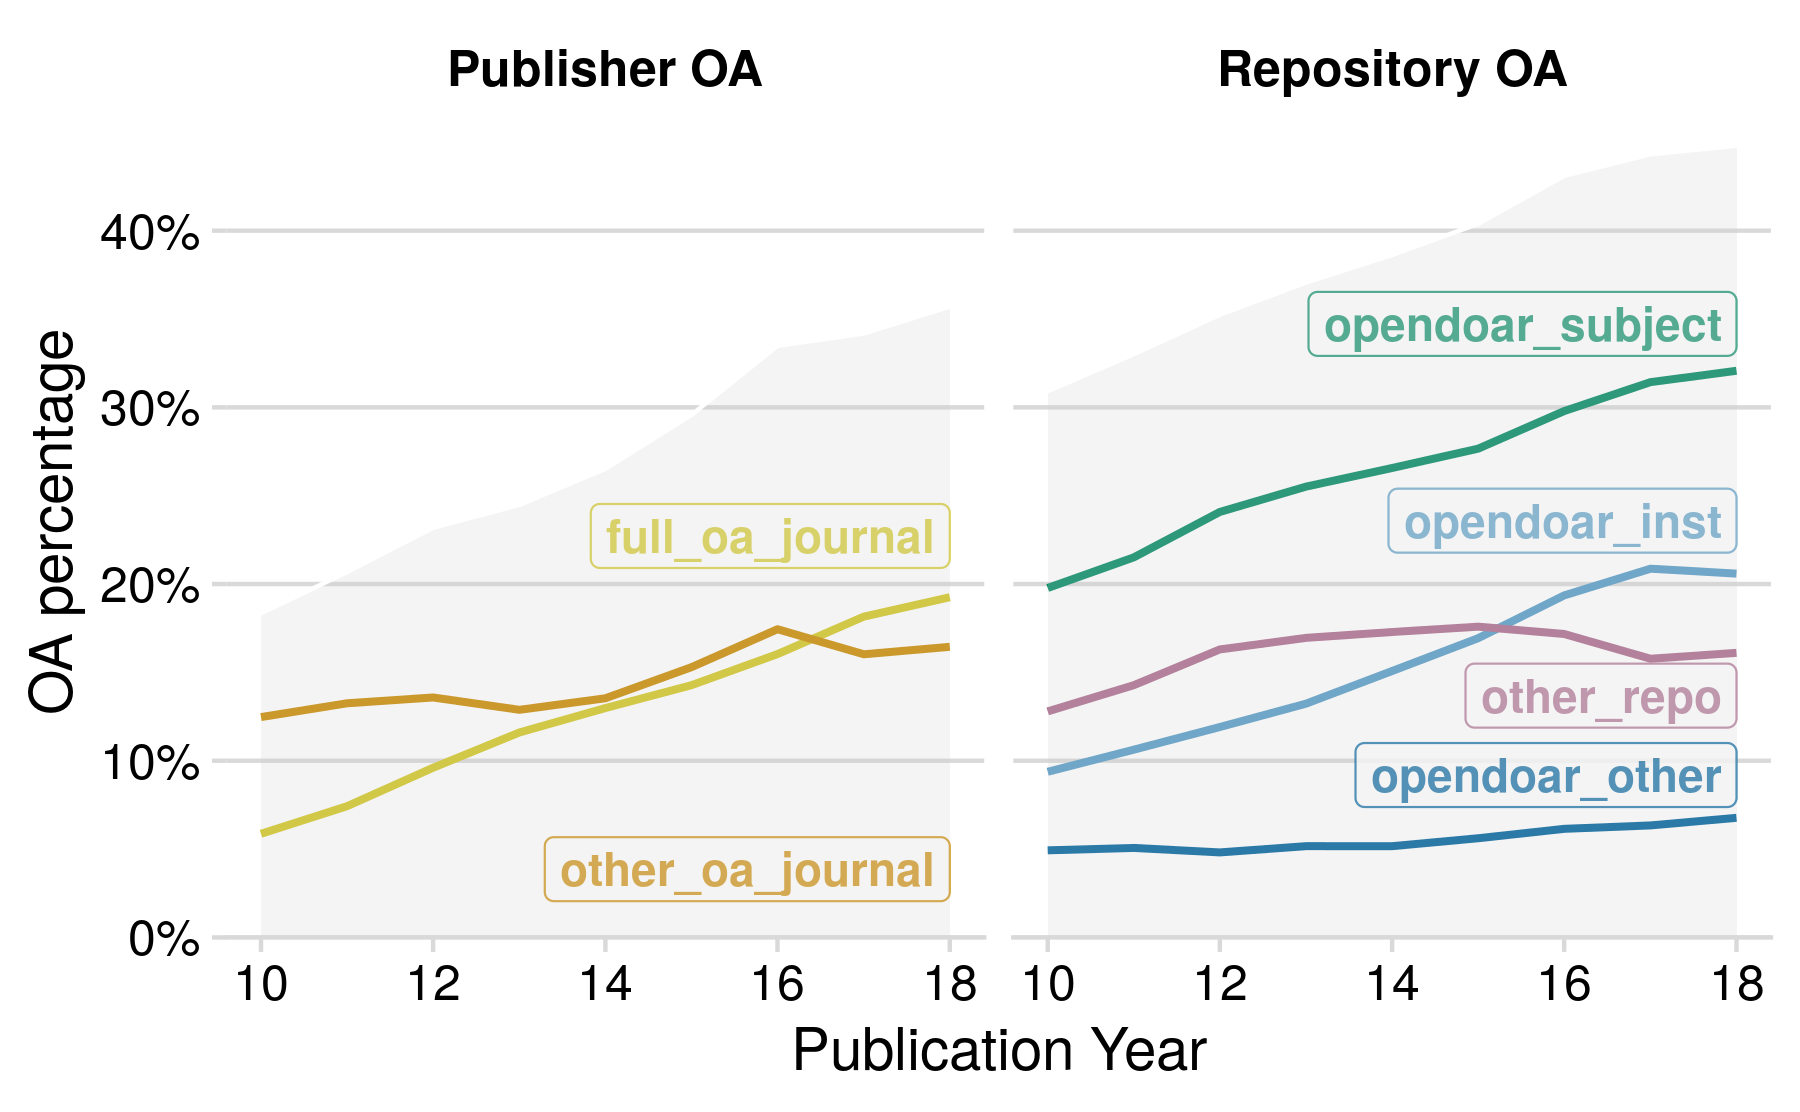 Publisher OA
Repository OA
OA percentage
40%
30%
20%
10%
0%
full_oa_journal
other_oa_journal
opendoar_subject
opendoar_inst
other_repo
opendoar_other
10 12 14 16 18
10 12 14 16 18
Publication Year